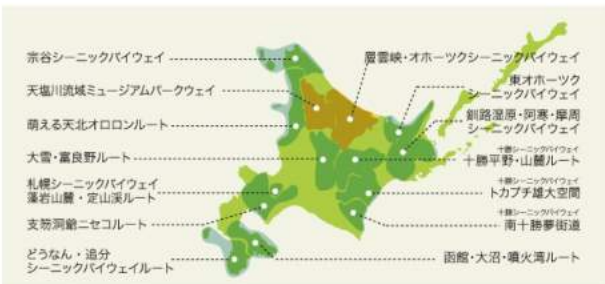 宗谷シーニックバイウェイ
天塩川流域ミュージアムパークウェイ
萌える天北オロロンルート
大雪・富良野ルート
札幌シーニックバイウェイ
藻岩山麓・定山渓ルート
支笏洞爺ニセコルート
どうなん・追分
シーニックバイウェイルート
層雲峡・オホーツクシーニックバイウェイ
東オホーツク
シーニックバイウェイ
釧路湿原・阿寒・摩周
シーニックバイウェイ
十勝シーニックバイウェイ
十勝平野・山麓ルート
十勝シーニックバイウェイ
トカプチ雄大空間
十勝シーニックバイウェイ
南十勝夢街道
函館・大沼・噴火湾ルート